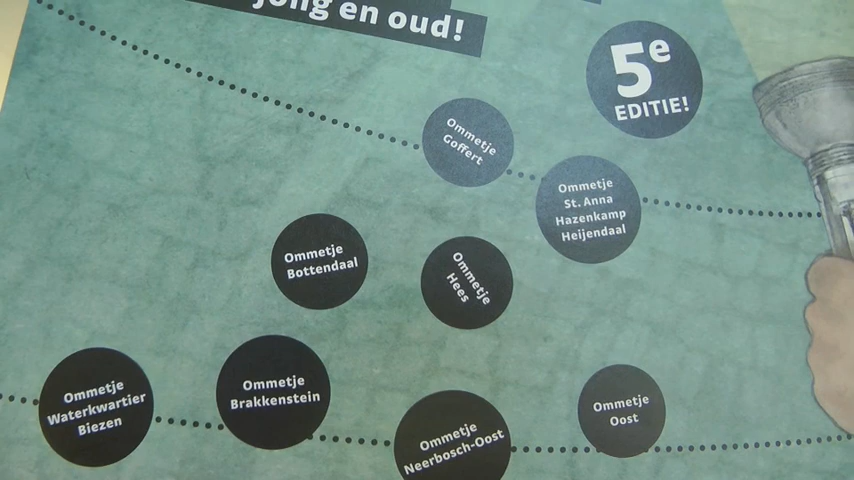 jong en oud!
5e
EDITIE!
Ommetje
Goffert
Ommetje
St. Anna
Hazenkamp
Heijendaal
Ommetje
Bottendaal
Ommetje
Hees
Ommetje
Waterkwartier
Biezen
Ommetje
Brakkenstein
Ommetje
Neerbosch-Oost
Ommetje
Oost